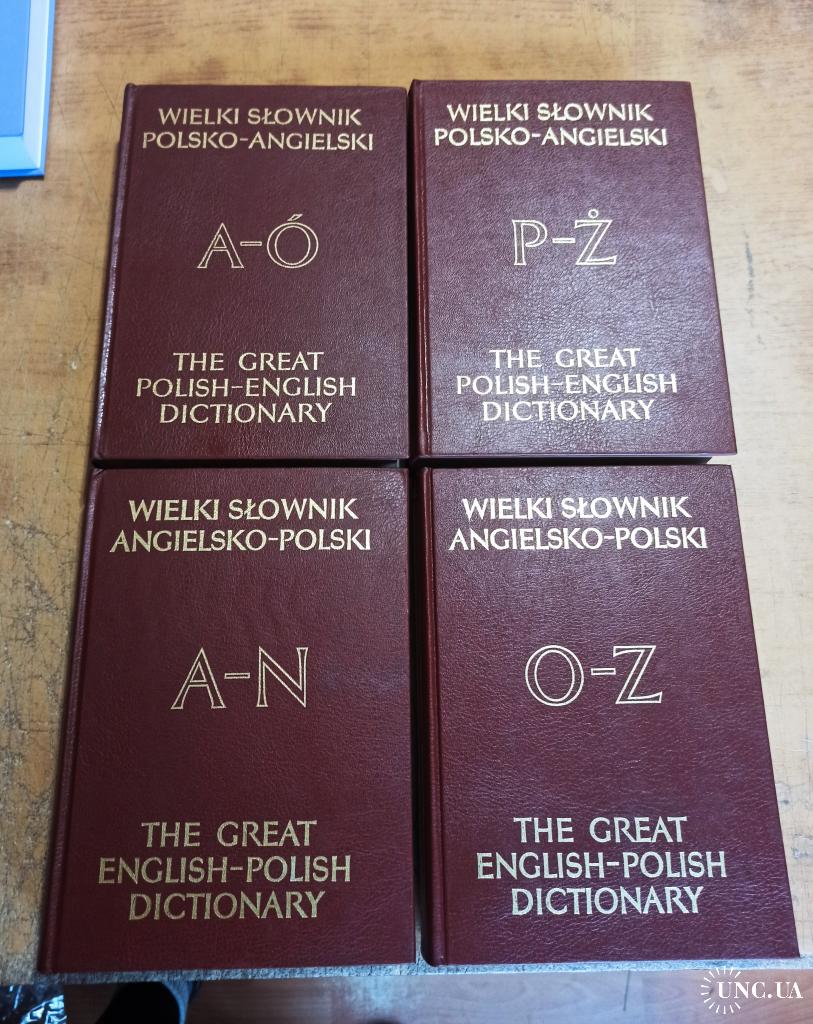 WIELKI SŁOWNIK
POLSKO-ANGIELSKI
A-Ó
THE GREAT
POLISH-ENGLISH
DICTIONARY
WIELKI SŁOWNIK
POLSKO-ANGIELSKI
P-Ż
THE GREAT
POLISH-ENGLISH
DICTIONARY
WIELKI SŁOWNIK
ANGIELSKO-POLSKI
A-N
THE GREAT
ENGLISH-POLISH
DICTIONARY
WIELKI SŁOWNIK
ANGIELSKO-POLSKI
O-Z
THE GREAT
ENGLISH-POLISH
DICTIONARY
UNC.UA